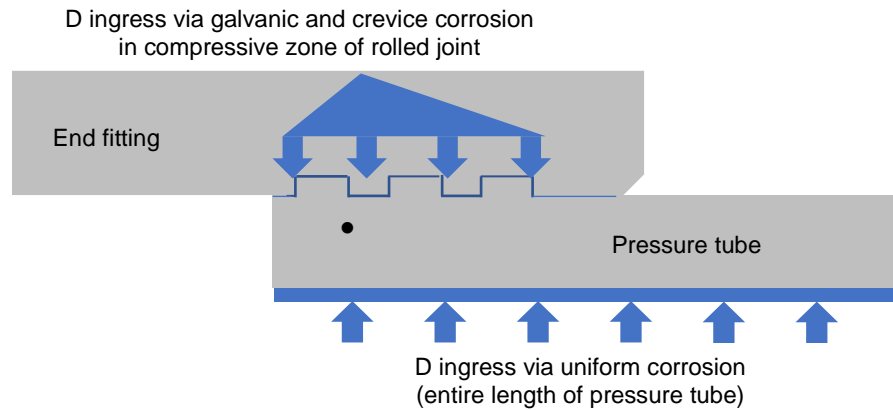 D ingress via galvanic and crevice corrosion
in compressive zone of rolled joint
End fitting
Pressure tube
D ingress via uniform corrosion
(entire length of pressure tube)